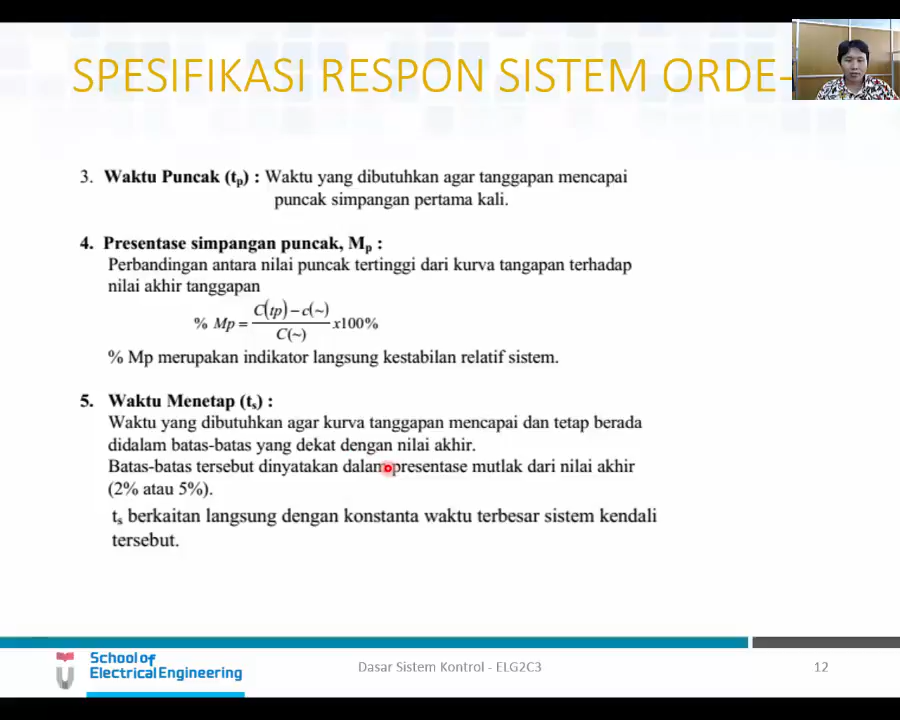 SPESIFIKASI RESPON SISTEM ORDE-
3. Waktu Puncak (tp) : Waktu yang dibutuhkan agar tanggapan mencapai
puncak simpangan pertama kali.
4. Presentase simpangan puncak, Mp :
Perbandingan antara nilai puncak tertinggi dari kurva tangapan terhadap
nilai akhir tanggapan
% Mp = C(tp) – c(~) / C(~) x100%
% Mp merupakan indikator langsung kestabilan relatif sistem.
5. Waktu Menetap (ts) :
Waktu yang dibutuhkan agar kurva tanggapan mencapai dan tetap berada
didalam batas-batas yang dekat dengan nilai akhir.
Batas-batas tersebut dinyatakan dalam presentase mutlak dari nilai akhir
(2% atau 5%).
ts berkaitan langsung dengan konstanta waktu terbesar sistem kendali
tersebut.
School of
Electrical Engineering
Dasar Sistem Kontrol - ELG2C3
12